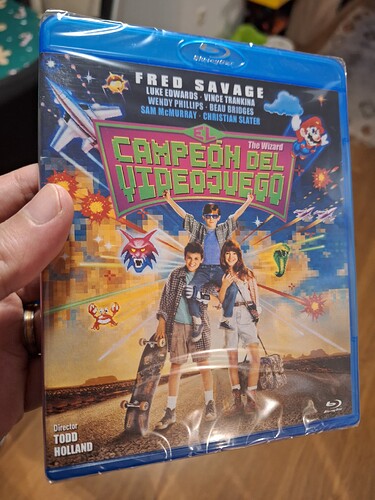 Blu-ray Disc
FRED SAVAGE
LUKE EDWARDS - VINCE TRANKINA
WENDY PHILLIPS - BEAU BRIDGES
SAM McMURRAY - CHRISTIAN SLATER
EL
The Wizard
CAMPEÓN DEL
VIDEOJUEGO
Director
TODD
HOLLAND